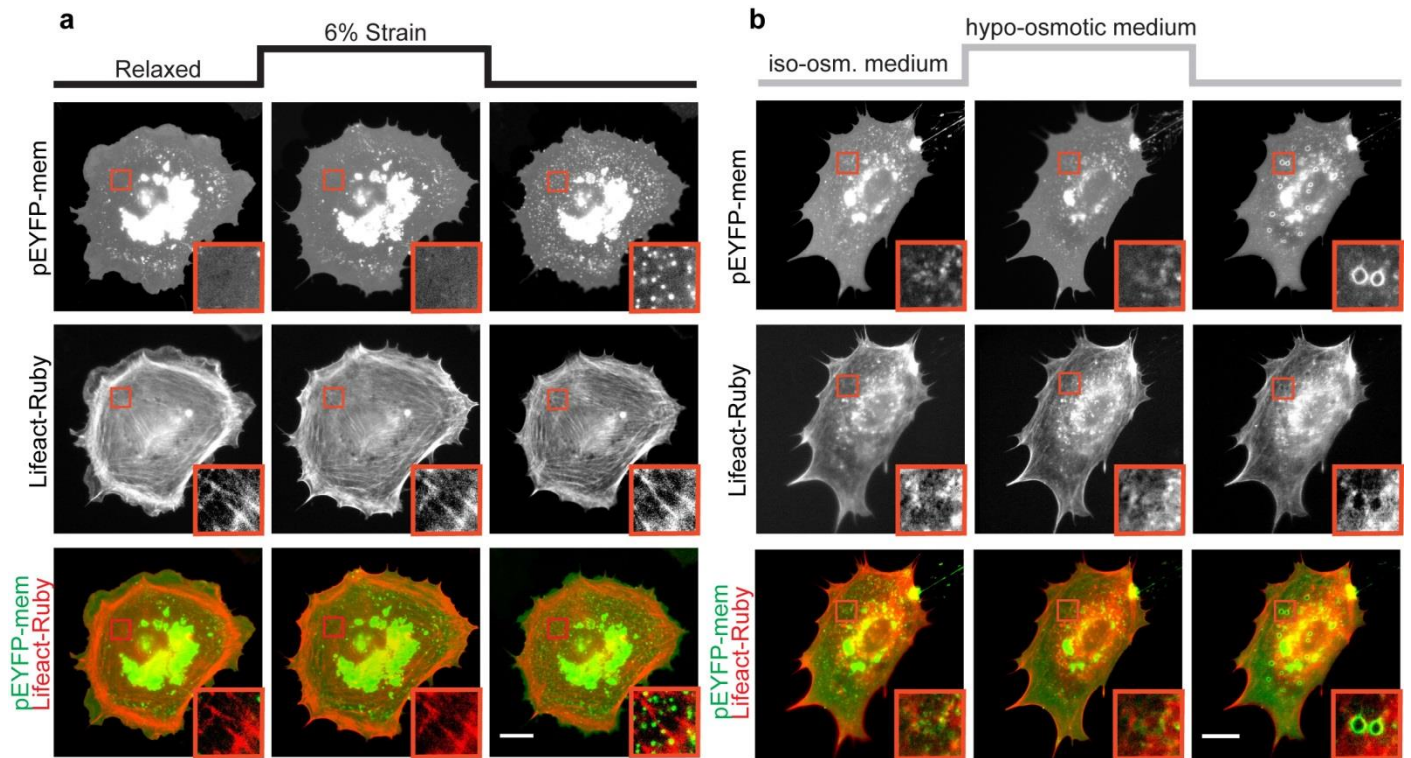 a
6% Strain
Relaxed
pEYFP-mem
Lifeact-Ruby
pEYFP-mem
Lifeact-Ruby
b
hypo-osmotic medium
iso-osm. medium
pEYFP-mem
Lifeact-Ruby
pEYFP-mem
Lifeact-Ruby